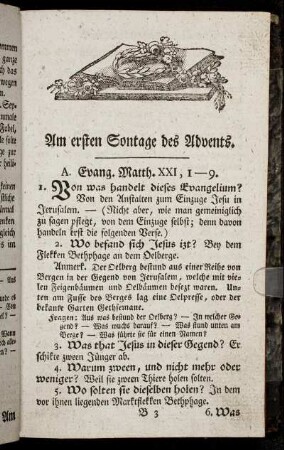 Am ersten Sontage des Advents.
A. Evang. Matth. XXI, 1—9.
1. Von was handelt dieses Evangelium?
Von den Anstalten zum Einzuge Jesu in
Jerusalem. — (Nicht aber, wie man gemeiniglich
zu sagen pflegt, von dem Einzuge selbst; denn davon
handeln erst die folgenden Verse.)
2. Wo befand sich Jesus izt? Bey dem
Flekken Bethphage an dem Oelberge.
Anmerk. Der Oelberg bestund aus einer Reihe von
Bergen in der Gegend von Jerusalem, welche mit vie-
len Feigenbäumen und Oelbäumen besezt waren. Un-
ten am Fusse des Berges lag eine Oelpresse, oder der
bekante Garten Gethsemane.
Fragen: Aus was bestund der Oelberg? — In welcher Ge-
gend? — Was wuchs darauf? — Was stund unten am
Berge? — Was führte sie für einen Namen?
3. Was that Jesus in dieser Gegend? Er
schikte zween Jünger ab.
4. Warum zween, und nicht mehr oder
weniger? Weil sie zween Thiere holen solten.
5. Wo solten sie dieselben holen? In dem
vor ihnen liegenden Marktflekken Bethphage.
B 3 6. Was
Am